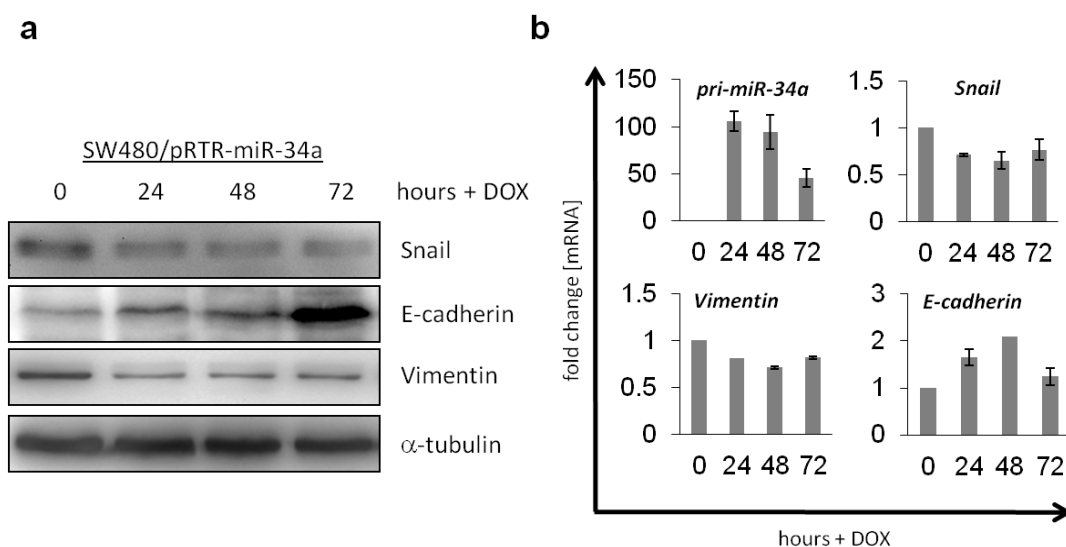 a
SW480/pRTR-miR-34a
0 24 48 72 hours + DOX
Snail
E-cadherin
Vimentin
α-tubulin
b
fold change [mRNA]
pri-miR-34a
150
100
50
0
0 24 48 72
Snail
1.5
1
0.5
0
0 24 48 72
Vimentin
1.5
1
0.5
0
0 24 48 72
E-cadherin
3
2
1
0
0 24 48 72
hours + DOX